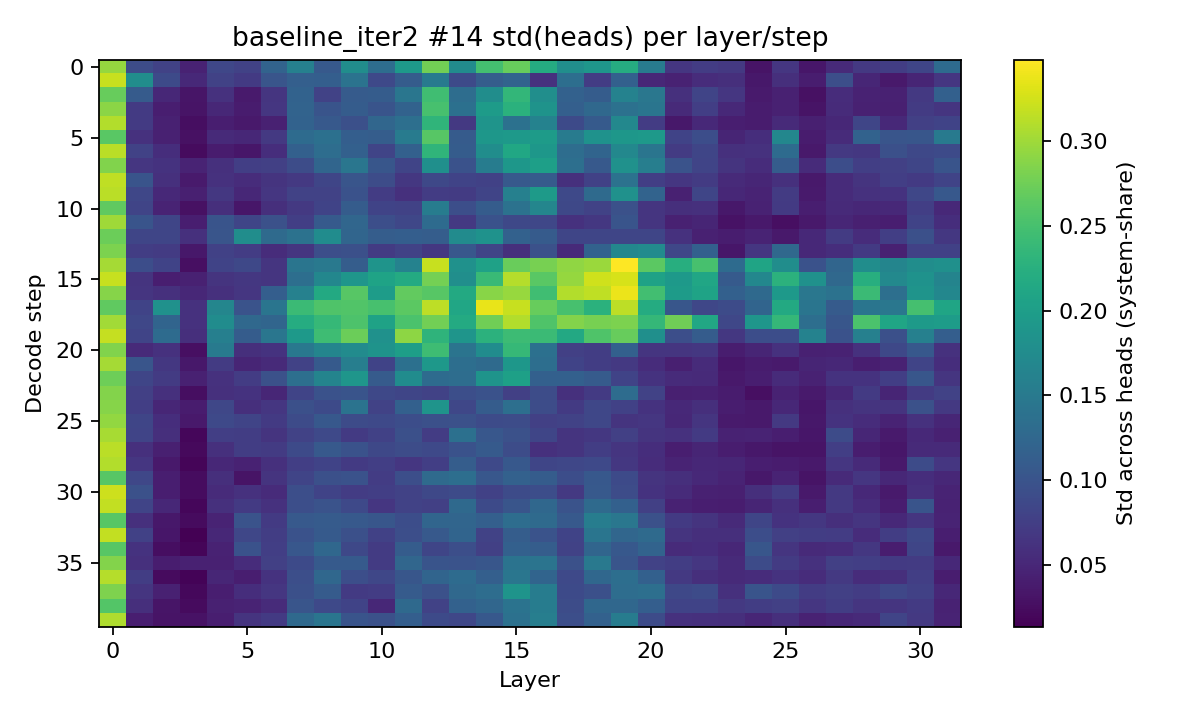 baseline_iter2 #14 std(heads) per layer/step
0
5
10
15
20
25
30
35
Decode step
0 5 10 15 20 25 30
Layer
0.30
0.25
0.20
0.15
0.10
0.05
Std across heads (system-share)